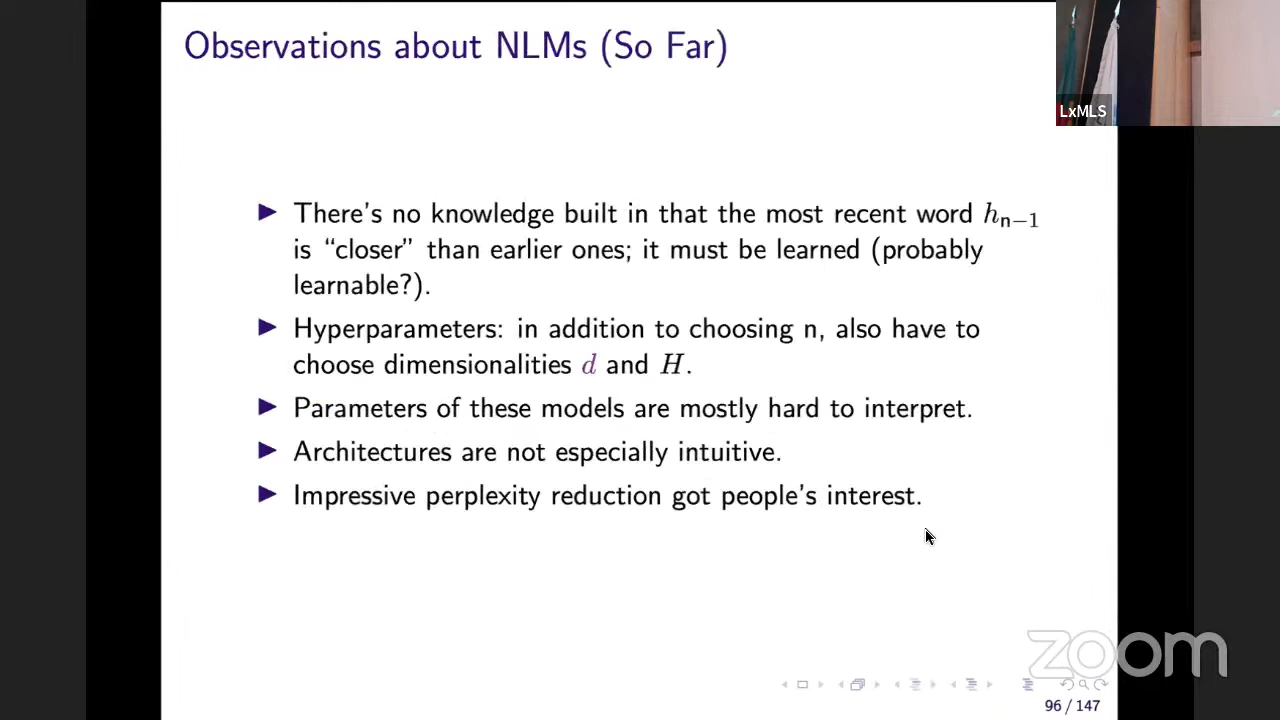 Observations about NLMs (So Far)
LxMLS
▶ There's no knowledge built in that the most recent word hₙ₋₁
is “closer” than earlier ones; it must be learned (probably
learnable?).
▶ Hyperparameters: in addition to choosing n, also have to
choose dimensionalities d and H.
▶ Parameters of these models are mostly hard to interpret.
▶ Architectures are not especially intuitive.
▶ Impressive perplexity reduction got people's interest.
zoom
96 / 147